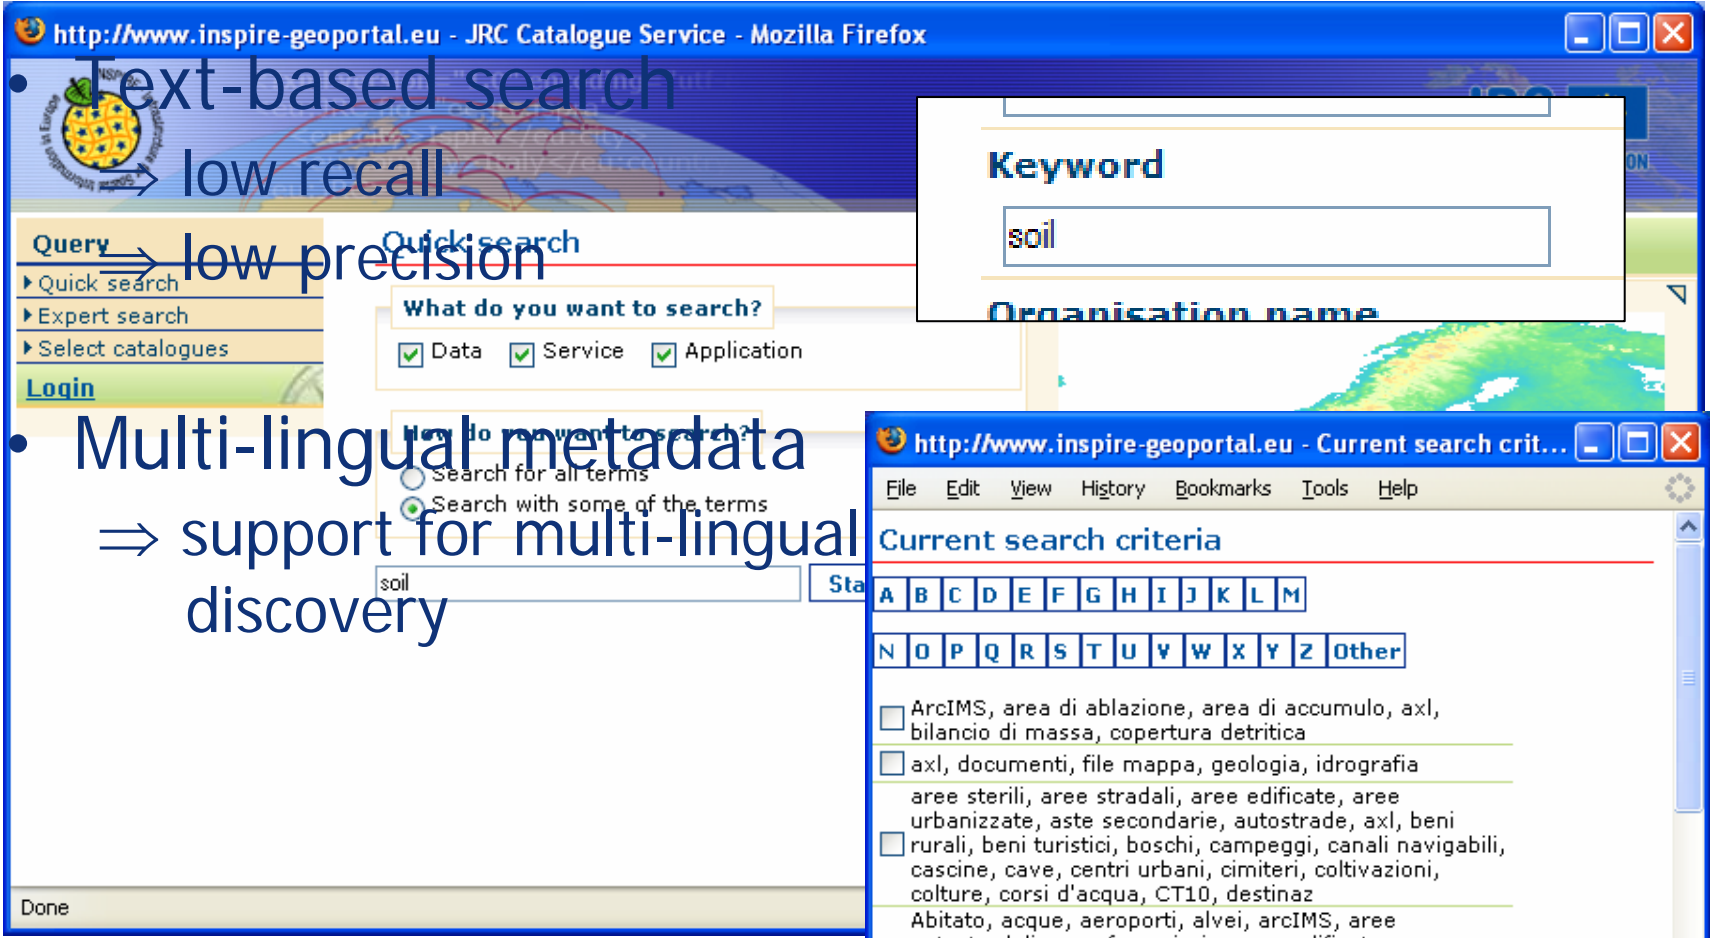 http://www.inspire-geoportal.eu - JRC Catalogue Service - Mozilla Firefox
• Text-based search
⇒ low recall
⇒ low precision
Query
Quick search
Expert search
Select catalogues
Login
Quick search
What do you want to search?
Data Service Application
How do you want to search?
Search for all terms
Search with some of the terms
soil
Keyword
soil
Organisation name
• Multi-lingual metadata
⇒ support for multi-lingual
discovery
http://www.inspire-geoportal.eu - Current search crit...
File Edit View History Bookmarks Tools Help
Current search criteria
A B C D E F G H I J K L M
N O P Q R S T U V W X Y Z Other
ArcIMS, area di ablazione, area di accumulo, axl,
bilancio di massa, copertura detritica
axl, documenti, file mappa, geologia, idrografia
aree sterili, aree stradali, aree edificate, aree
urbanizzate, aste secondarie, autostrade, axl, beni
rurali, beni turistici, boschi, campeggi, canali navigabili,
cascine, cave, centri urbani, cimiteri, coltivazioni,
colture, corsi d'acqua, CT10, destinaz
Abitato, acque, aeroporti, alvei, arcIMS, aree
Done